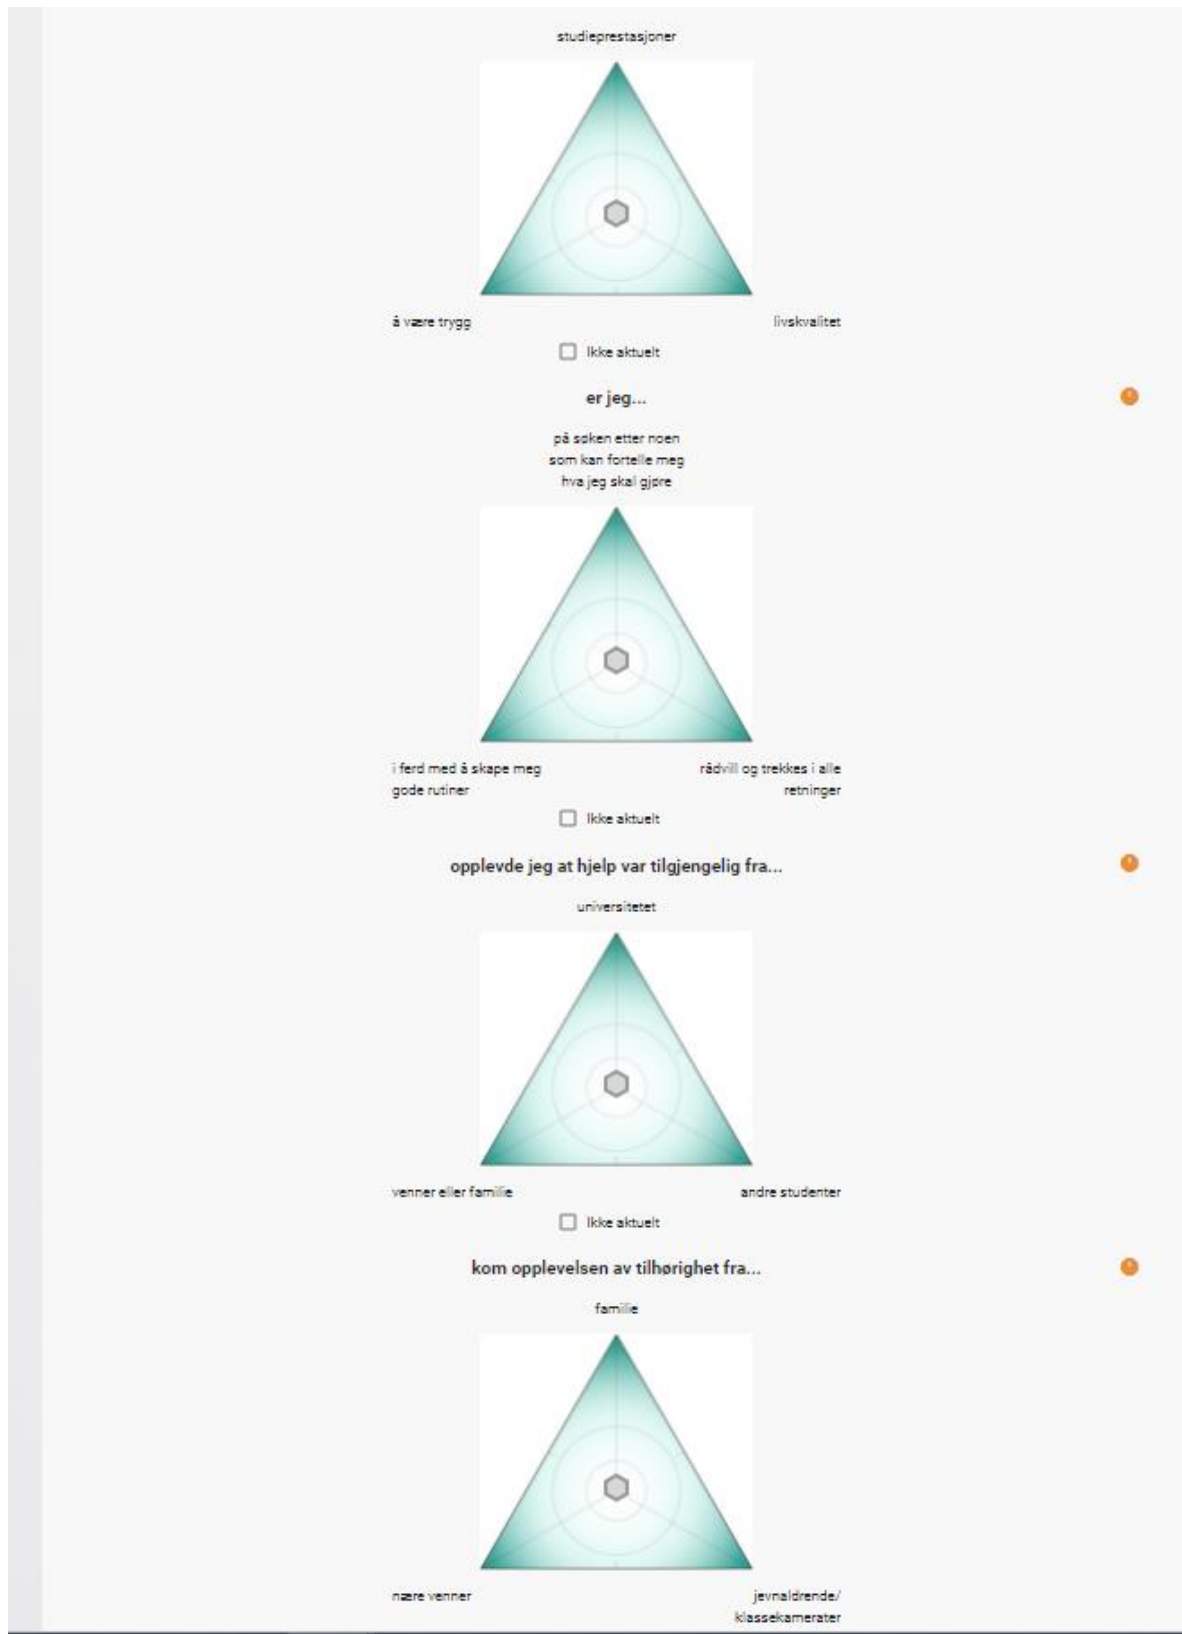 studieprestasjoner
å være trygg
livskvalitet
Ikke aktuelt
er jeg...
på søken etter noen
som kan fortelle meg
hva jeg skal gjøre
i ferd med å skape meg
gode rutiner
rådvill og trekkes i alle
retninger
Ikke aktuelt
opplevde jeg at hjelp var tilgjengelig fra...
universitetet
venner eller familie
andre studenter
Ikke aktuelt
kom opplevelsen av tilhørighet fra...
familie
nære venner
jevnaldrende/
klassekamerater